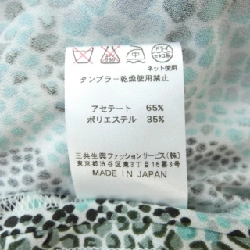 ネット使用
タンブラー乾燥使用禁止
アセテート 65%
ポリエステル 35%
三共生興ファッションサービス(株)
MADE IN JAPAN